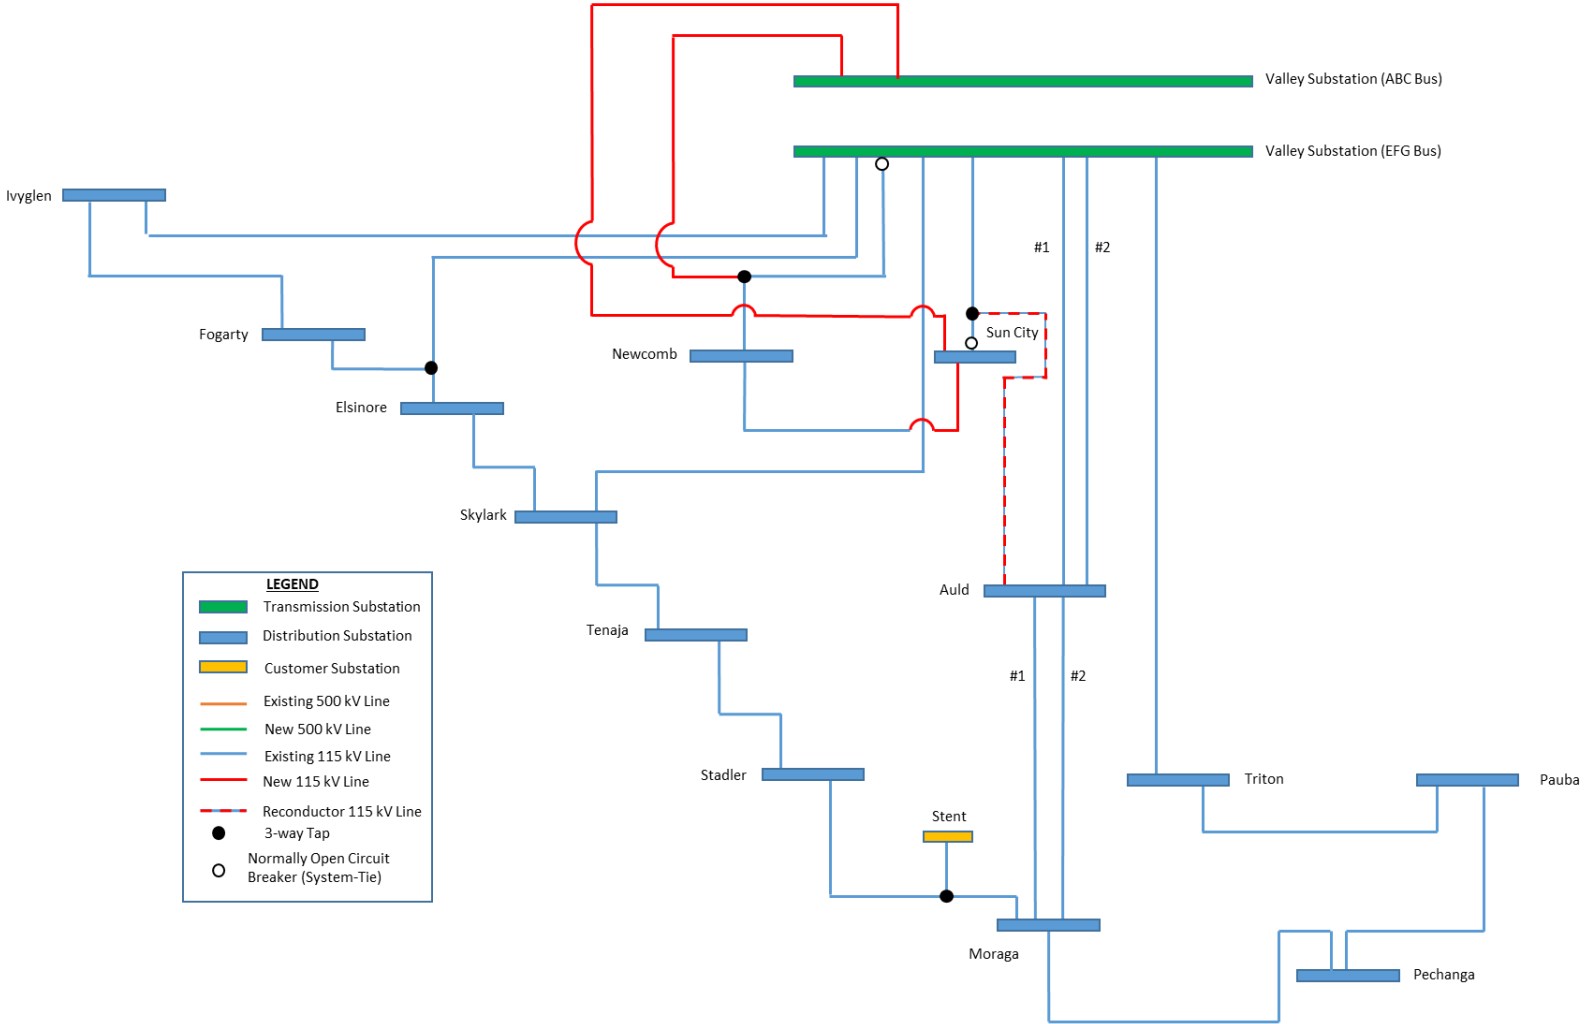 Valley Substation (ABC Bus)
Valley Substation (EFG Bus)
Ivyglen
#1
#2
Fogarty
Sun City
Newcomb
Elsinore
Skylark
LEGEND
Transmission Substation
Distribution Substation
Customer Substation
Existing 500 kV Line
New 500 kV Line
Existing 115 kV Line
New 115 kV Line
Reconductor 115 kV Line
3-way Tap
Normally Open Circuit
Breaker (System-Tie)
Auld
Tenaja
#1
#2
Stadler
Triton
Pauba
Stent
Moraga
Pechanga